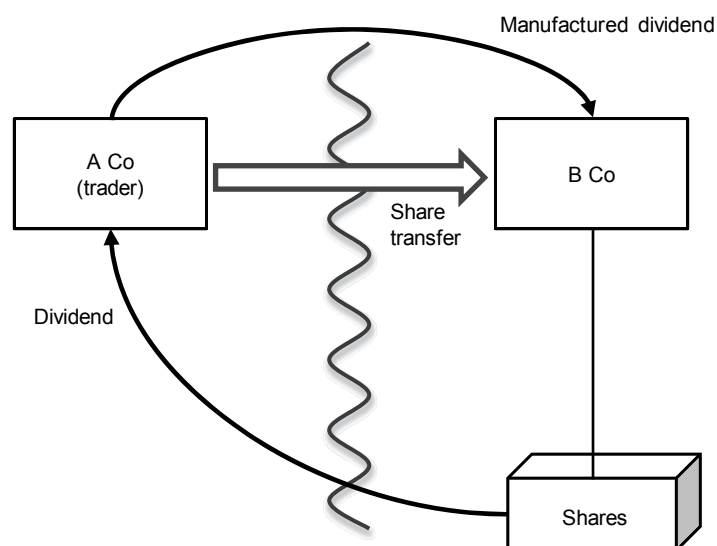 Manufactured dividend
A Co
(trader)
B Co
Share
transfer
Dividend
Shares